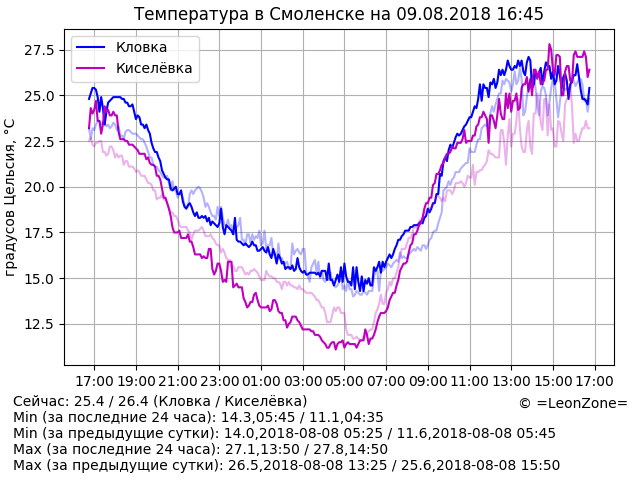 Температура в Смоленске на 09.08.2018 16:45
Кловка
Киселёвка
градусов Цельсия, °C
27.5
25.0
22.5
20.0
17.5
15.0
12.5
17:00 19:00 21:00 23:00 01:00 03:00 05:00 07:00 09:00 11:00 13:00 15:00 17:00
Сейчас: 25.4 / 26.4 (Кловка / Киселёвка)
© =LeonZone=
Min (за последние 24 часа): 14.3,05:45 / 11.1,04:35
Min (за предыдущие сутки): 14.0,2018-08-08 05:25 / 11.6,2018-08-08 05:45
Max (за последние 24 часа): 27.1,13:50 / 27.8,14:50
Max (за предыдущие сутки): 26.5,2018-08-08 13:25 / 25.6,2018-08-08 15:50